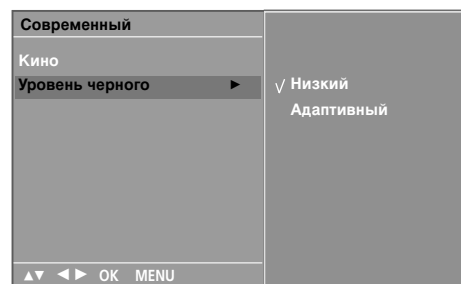 Современный
Кино
Уровень черного ►
√ Низкий
Адаптивный
▲▼ ◄► OK MENU